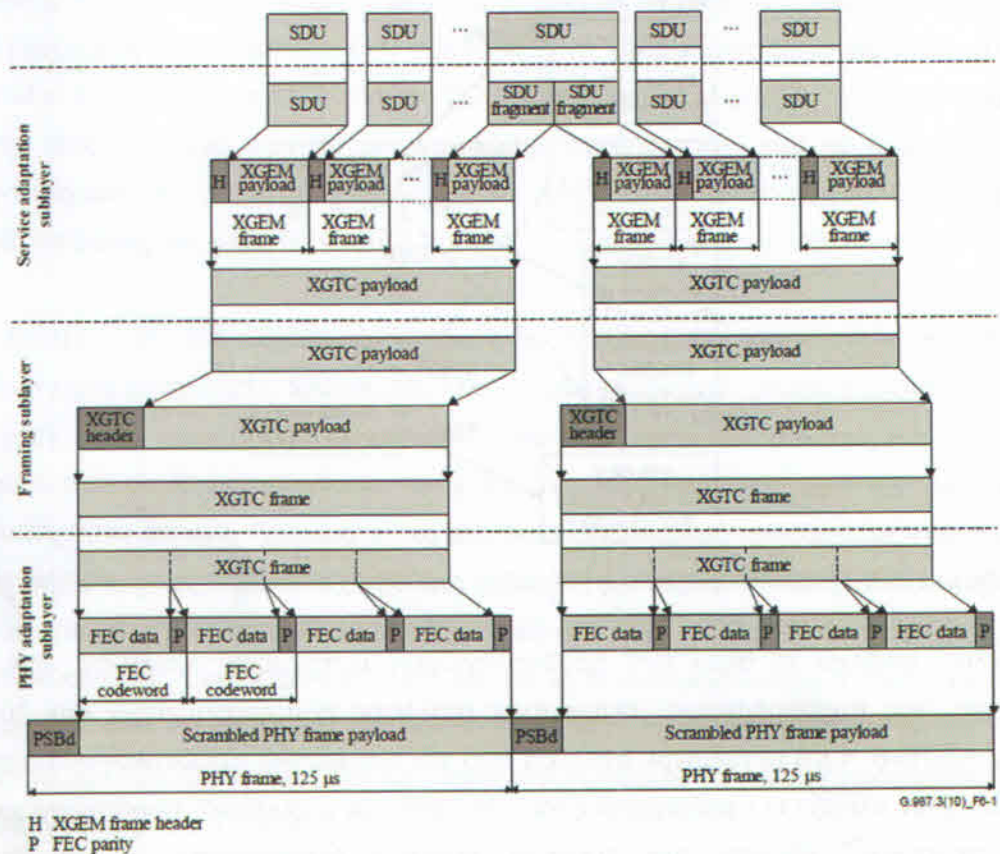 SDU SDU ... SDU SDU ... SDU
SDU SDU ... SDU fragment SDU fragment SDU ... SDU
Service adaptation sublayer
H XGEM payload H XGEM payload ... H XGEM payload H XGEM payload H XGEM payload ... H XGEM payload
XGEM frame XGEM frame XGEM frame XGEM frame XGEM frame XGEM frame
XGTC payload XGTC payload
Framing sublayer
XGTC payload XGTC payload
XGTC header XGTC payload XGTC header XGTC payload
XGTC frame XGTC frame
PHY adaptation sublayer
XGTC frame XGTC frame
FEC data P FEC data P FEC data P FEC data P FEC data P FEC data P FEC data P FEC data P
FEC codeword FEC codeword
PSBd Scrambled PHY frame payload PSBd Scrambled PHY frame payload
PHY frame, 125 μs PHY frame, 125 μs
G.987.3(10)_F6-1
H XGEM frame header
P FEC parity